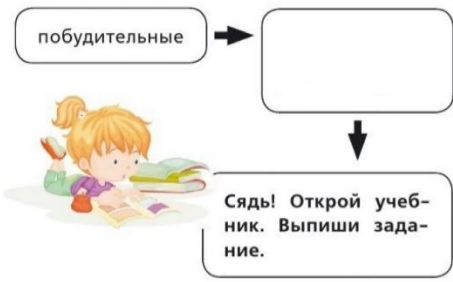 побудительные
Сядь! Открой учеб-
ник. Выпиши зада-
ние.